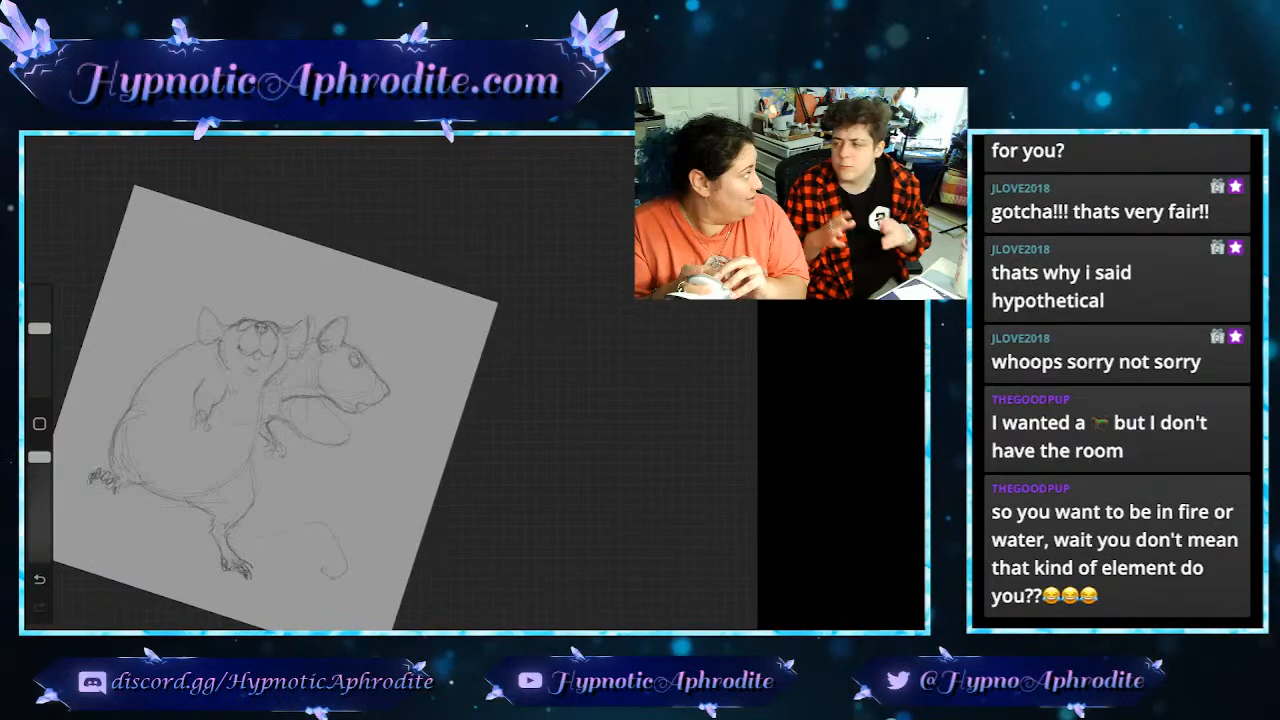 HypnoticAphrodite.com
for you?
JLOVE2018
gotcha!!! thats very fair!!
JLOVE2018
thats why i said
hypothetical
JLOVE2018
whoops sorry not sorry
THEGOODPUP
I wanted a but I don't
have the room
THEGOODPUP
so you want to be in fire or
water, wait you don't mean
that kind of element do
you??😂😂😂
discord.gg/HypnoticAphrodite
HypnoticAphrodite
@HypnoAphrodite